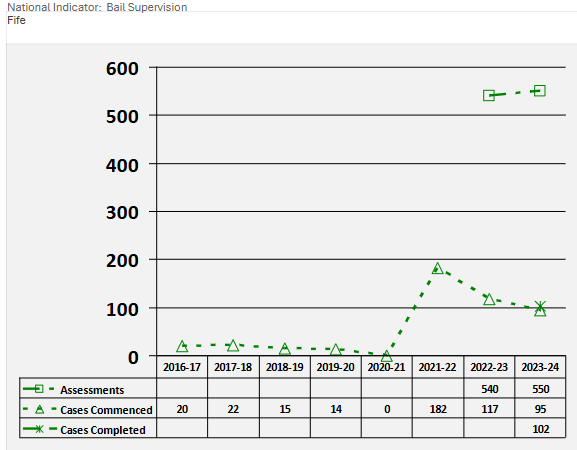 National Indicator: Bail Supervision
Fife
600
500
400
300
200
100
0
2016-17 2017-18 2018-19 2019-20 2020-21 2021-22 2022-23 2023-24
Assessments 540 550
Cases Commenced 20 22 15 14 0 182 117 95
Cases Completed 102